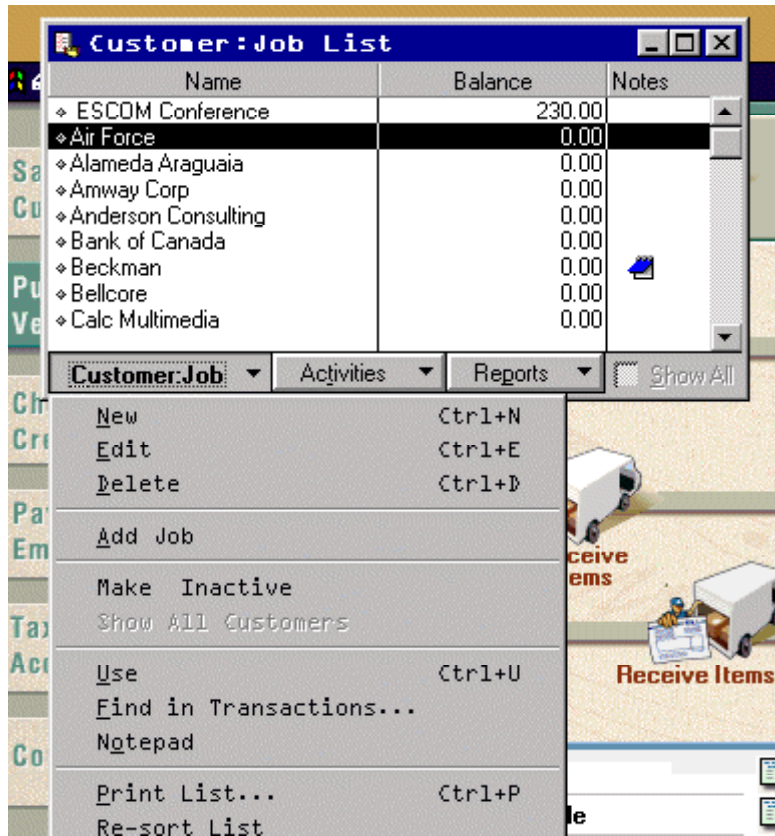 Customer:Job List
Name Balance Notes
ESCOM Conference 230.00
Air Force 0.00
Alameda Araguaia 0.00
Amway Corp 0.00
Anderson Consulting 0.00
Bank of Canada 0.00
Beckman 0.00
Bellcore 0.00
Calc Multimedia 0.00
Customer:Job Activities Reports Show All
New Ctrl+N
Edit Ctrl+E
Delete Ctrl+D
Add Job
Make Inactive
Show All Customers
Use Ctrl+U
Find in Transactions...
Notepad
Print List... Ctrl+P
Re-sort List
Receive Items